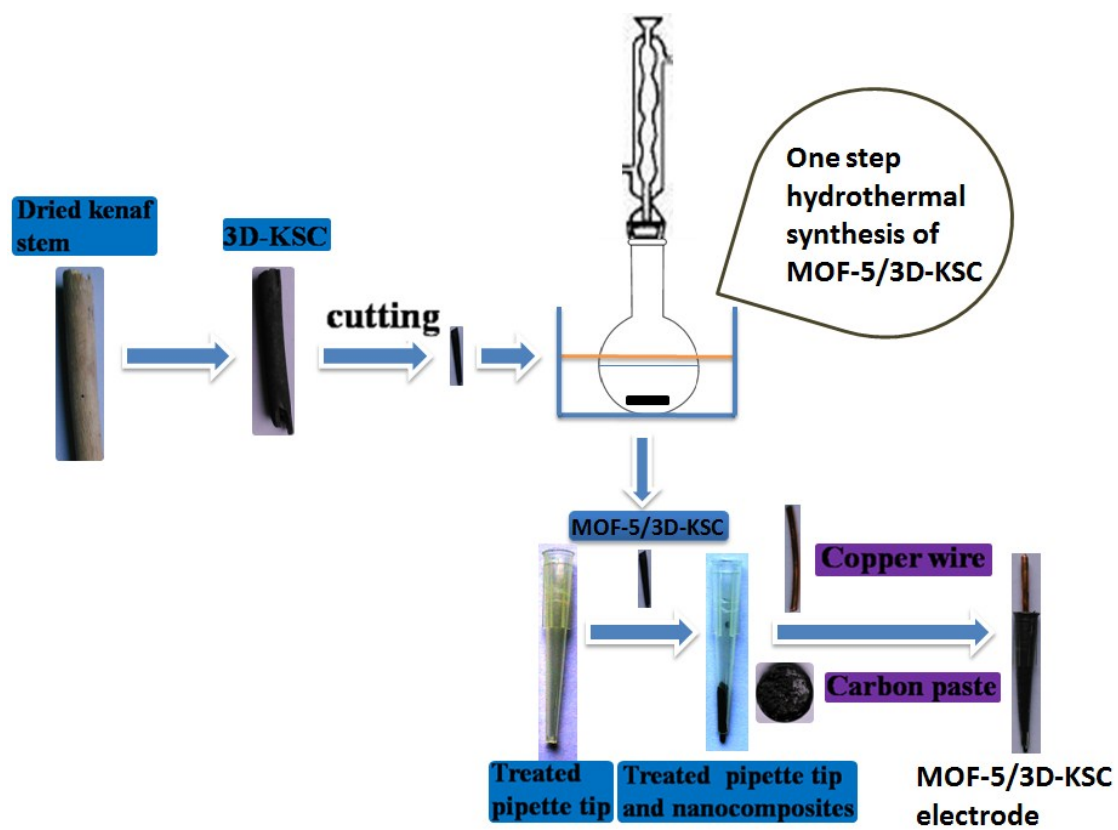 One step
hydrothermal
synthesis of
MOF-5/3D-KSC
Dried kenaf
stem
3D-KSC
cutting
MOF-5/3D-KSC
Copper wire
Carbon paste
Treated
pipette tip
Treated pipette tip
and nanocomposites
MOF-5/3D-KSC
electrode